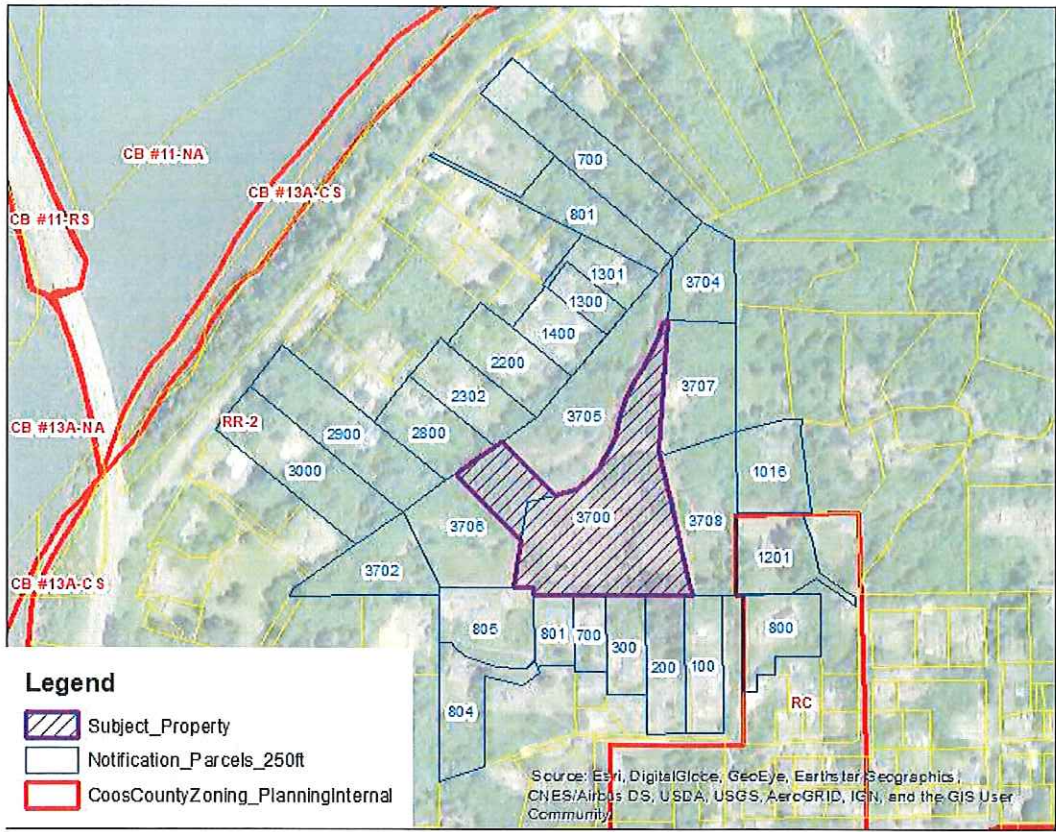 CB #11-NA
700
CB #13A-CS
CB #11-RS
801
1301
3704
1300
1400
2200
3707
2302
3705
RR-2
2900
2800
CB #13A-NA
3000
1016
3700
3706
3708
1201
3702
CB #13A-CS
805
801
700
300
800
200
100
804
RC
Legend
Subject_Property
Notification_Parcels_250ft
CoosCountyZoning_PlanningInternal
Source: Esri, DigitalGlobe, GeoEye, Earthstar Geographics,
CNES/Airbus DS, USDA, USGS, AeroGRID, IGN, and the GIS User
Community